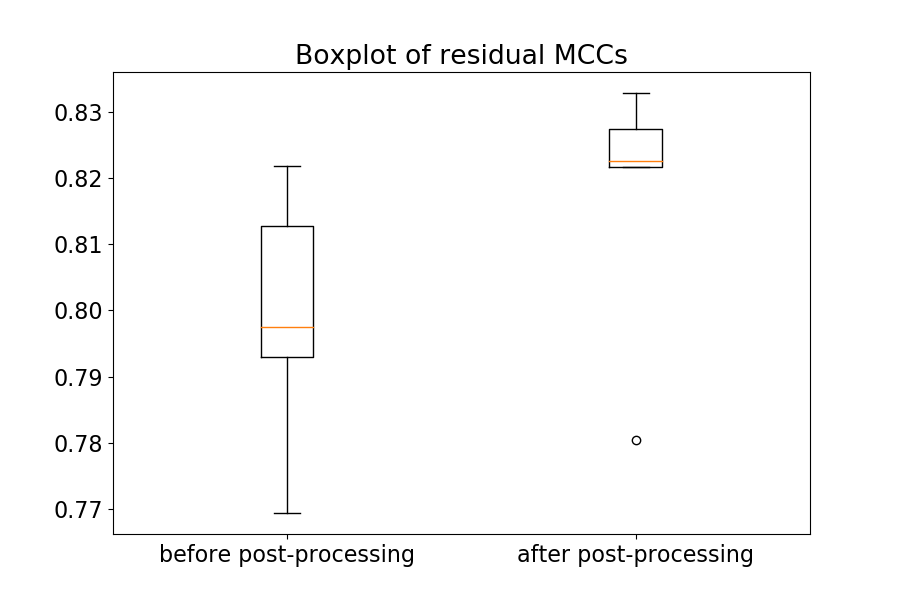 Boxplot of residual MCCs
0.83
0.82
0.81
0.80
0.79
0.78
0.77
before post-processing
after post-processing